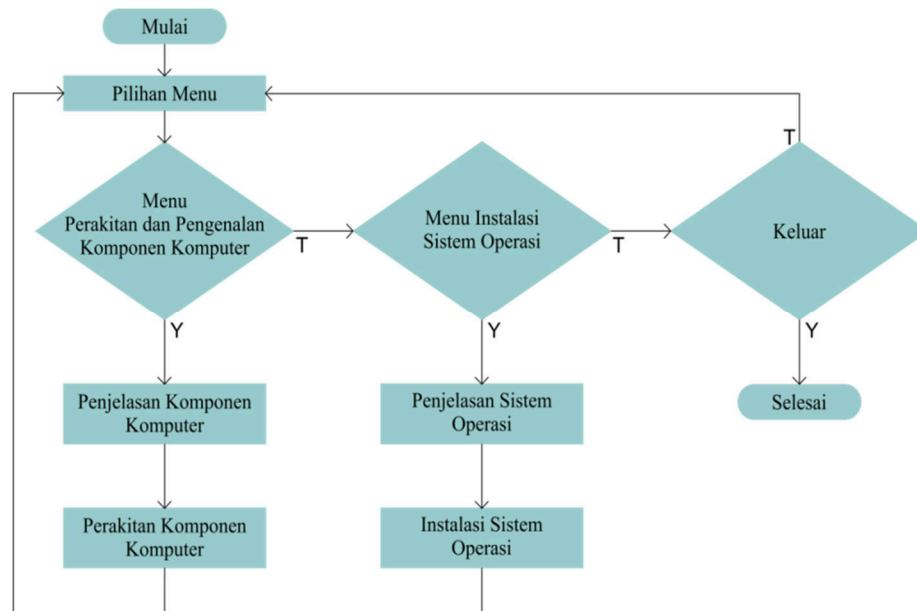 Mulai
Pilihan Menu
T
Menu
Perakitan dan Pengenalan
Komponen Komputer
T
Menu Instalasi
Sistem Operasi
T
Keluar
Y
Y
Y
Penjelasan Komponen
Komputer
Penjelasan Sistem
Operasi
Selesai
Perakitan Komponen
Komputer
Instalasi Sistem
Operasi